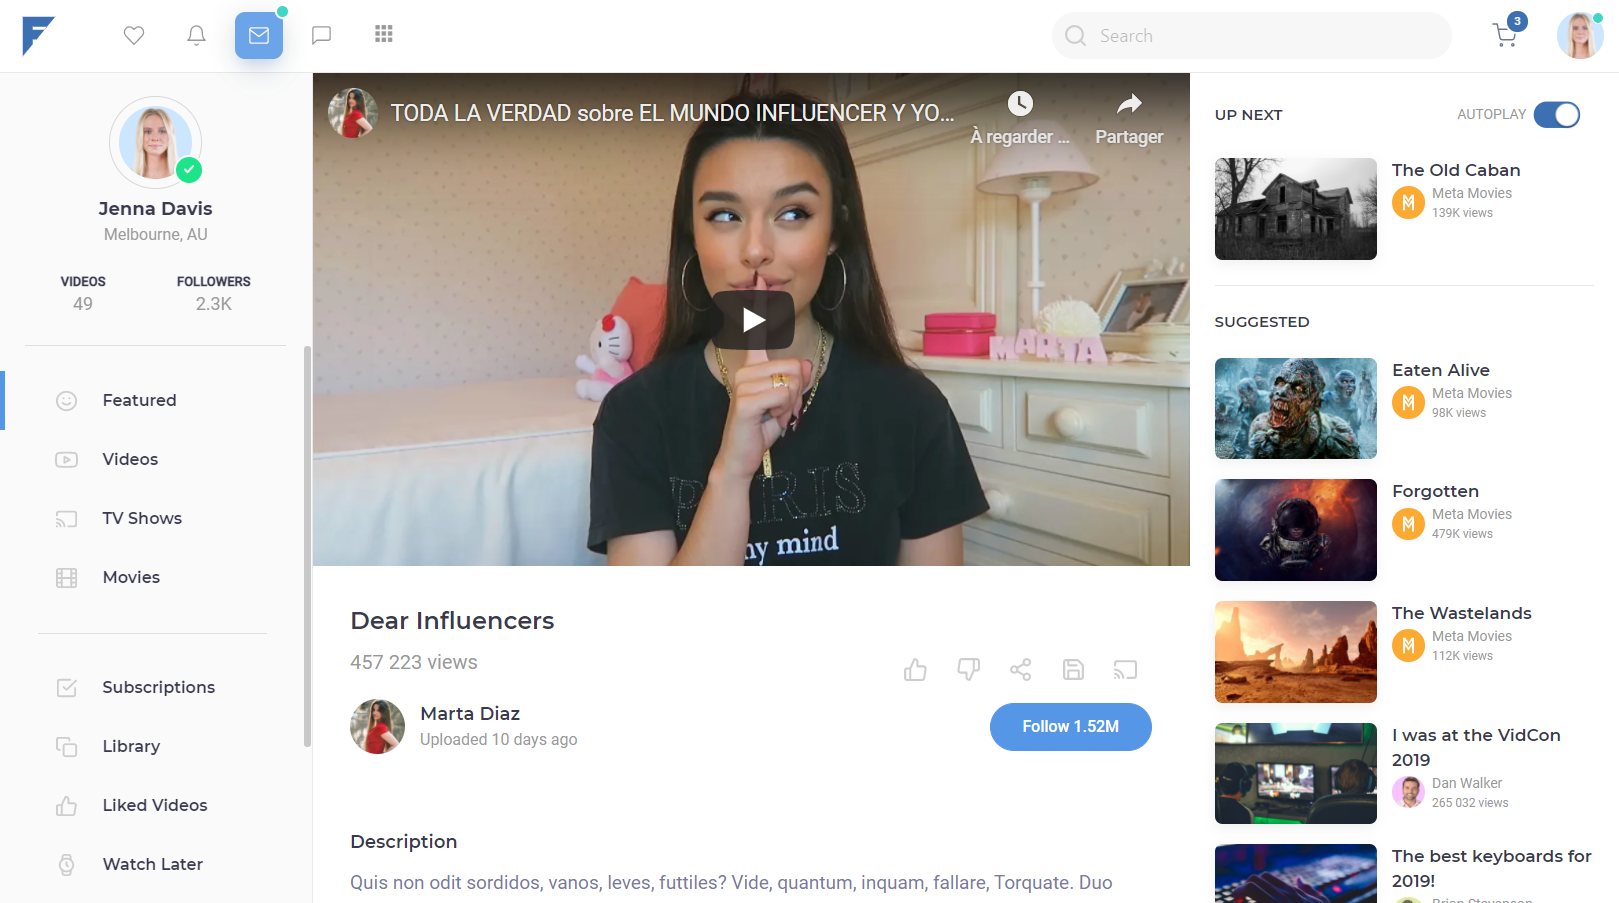 Search
3
Jenna Davis
Melbourne, AU
VIDEOS
49
FOLLOWERS
2.3K
Featured
Videos
TV Shows
Movies
Subscriptions
Library
Liked Videos
Watch Later
TODA LA VERDAD sobre EL MUNDO INFLUENCER Y YO...
À regarder ...
Partager
MARTA
PARIS
my mind
Dear Influencers
457 223 views
Marta Diaz
Uploaded 10 days ago
Follow 1.52M
Description
Quis non odit sordidos, vanos, leves, futtiles? Vide, quantum, inquam, fallare, Torquate. Duo
UP NEXT
AUTOPLAY
The Old Caban
Meta Movies
139K views
SUGGESTED
Eaten Alive
Meta Movies
98K views
Forgotten
Meta Movies
479K views
The Wastelands
Meta Movies
112K views
I was at the VidCon
2019
Dan Walker
265 032 views
The best keyboards for
2019!
Brian Stevenson